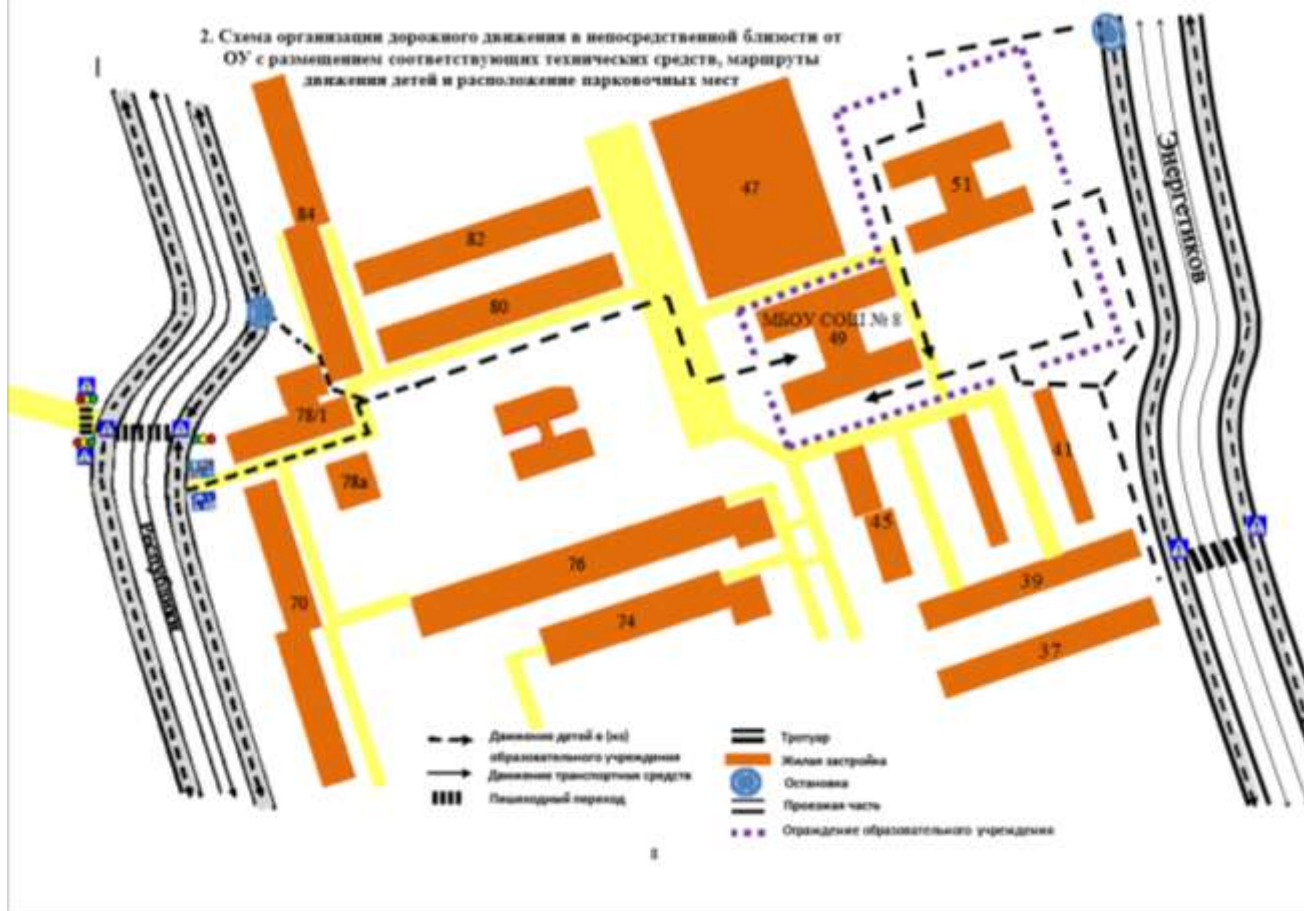 2. Схема организации дорожного движения в непосредственной близости от
ОУ с размещением соответствующих технических средств, маршруты
движения детей и расположение парковочных мест
84
82
80
47
51
Энергетиков
МБОУ СОШ № 8
49
78/1
78а
Республики
70
76
74
45
41
39
37
Движение детей в (из)
образовательного учреждения
Движение транспортных средств
Пешеходный переход
Тротуар
Жилая застройка
Остановка
Проезжая часть
Ограждение образовательного учреждения
8